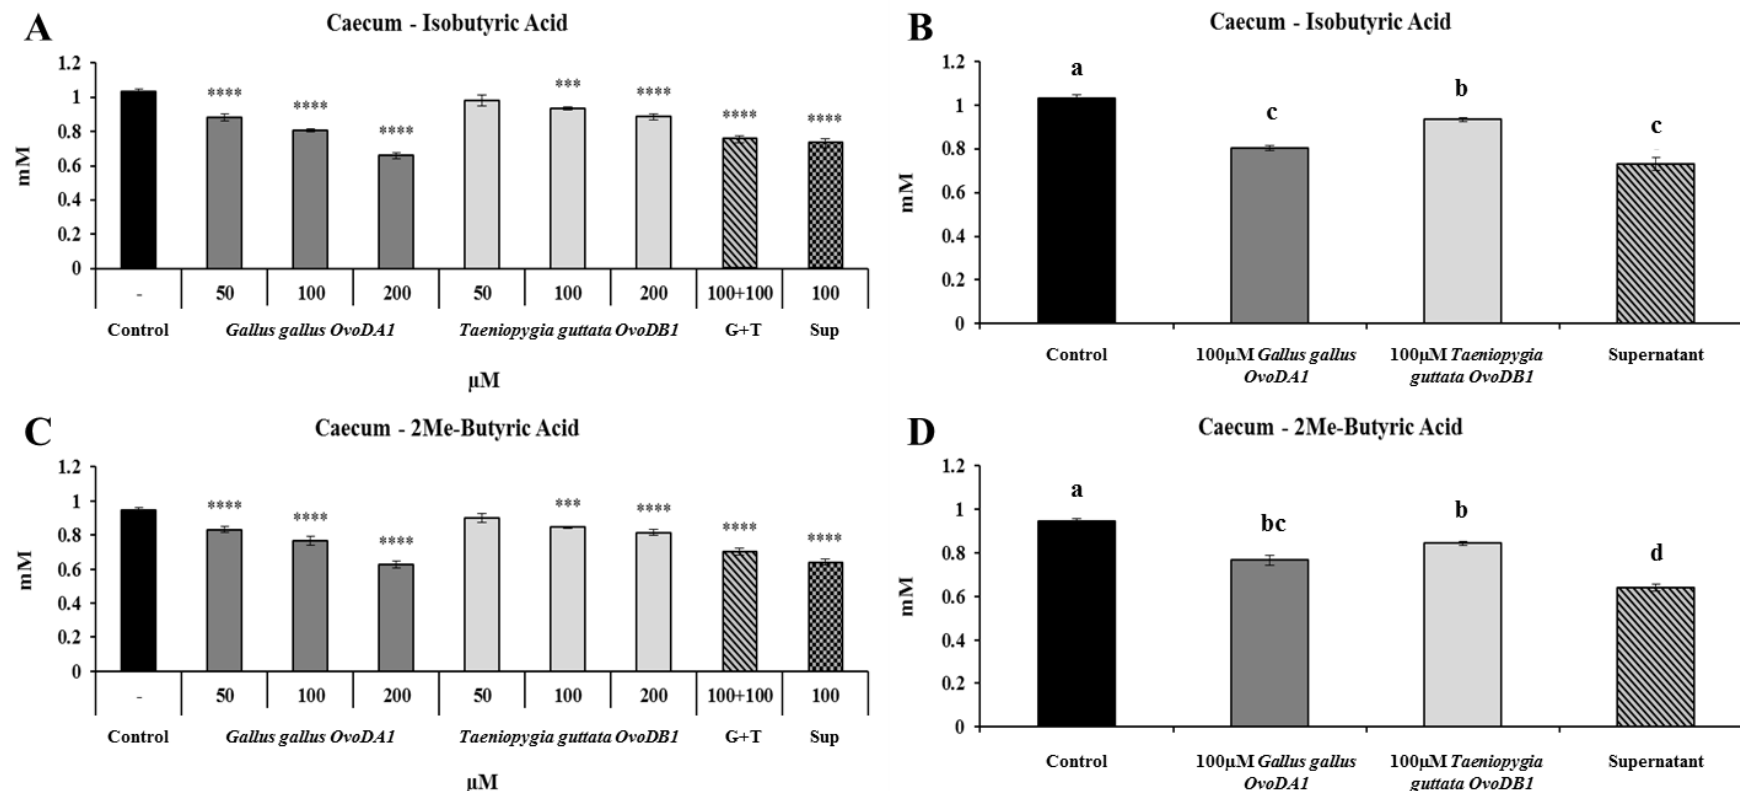 A
Caecum - Isobutyric Acid
1.2
1
0.8
0.6
0.4
0.2
0
mM
****
****
****
***
****
****
****
- 50 100 200 50 100 200 100+100 100
Control Gallus gallus OvoDA1 Taeniopygia guttata OvoDB1 G+T Sup
µM
B
Caecum - Isobutyric Acid
1.2
1
0.8
0.6
0.4
0.2
0
mM
a
c
b
c
Control 100µM Gallus gallus 100µM Taeniopygia Supernatant
OvoDA1 guttata OvoDB1
C
Caecum - 2Me-Butyric Acid
1.2
1
0.8
0.6
0.4
0.2
0
mM
****
****
****
***
****
****
****
- 50 100 200 50 100 200 100+100 100
Control Gallus gallus OvoDA1 Taeniopygia guttata OvoDB1 G+T Sup
µM
D
Caecum - 2Me-Butyric Acid
1.2
1
0.8
0.6
0.4
0.2
0
mM
a
bc
b
d
Control 100µM Gallus gallus 100µM Taeniopygia Supernatant
OvoDA1 guttata OvoDB1